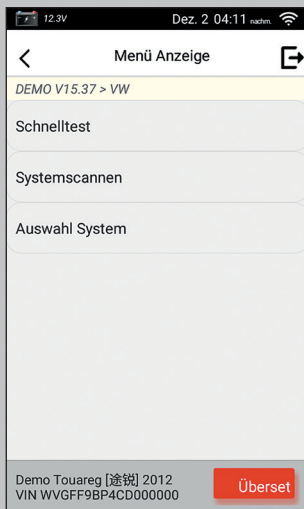 12.3V
Dez. 2 04:11 nachm.
Menü Anzeige
DEMO V15.37 > VW
Schnelltest
Systemscannen
Auswahl System
Demo Touareg [途锐] 2012
VIN WVGFF9BP4CD000000
Überset